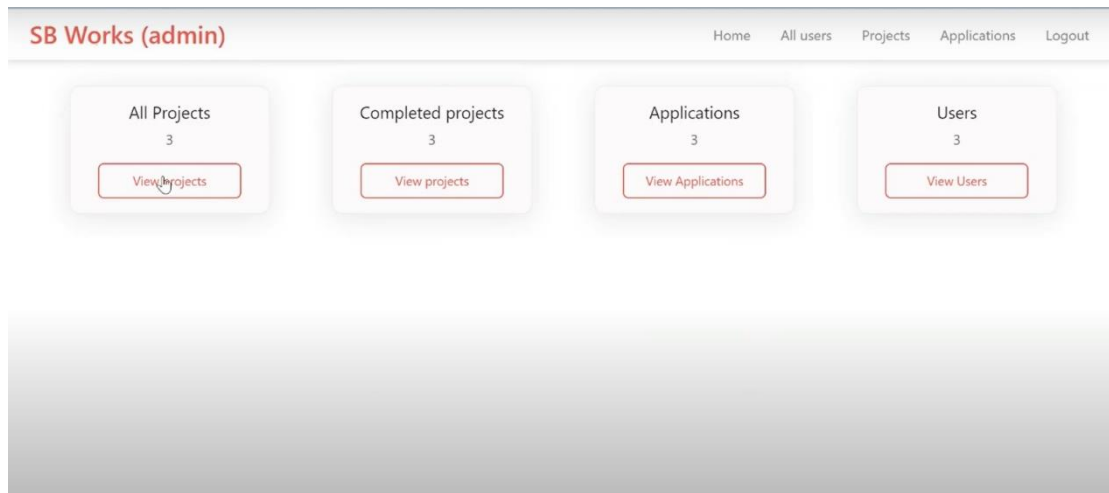 SB Works (admin)
Home All users Projects Applications Logout
All Projects
3
View projects
Completed projects
3
View projects
Applications
3
View Applications
Users
3
View Users